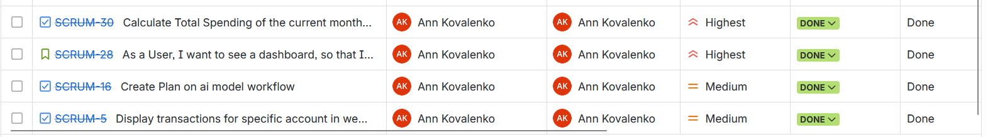 SCRUM-30 Calculate Total Spending of the current month... AK Ann Kovalenko AK Ann Kovalenko Highest DONE Done
SCRUM-28 As a User, I want to see a dashboard, so that I... AK Ann Kovalenko AK Ann Kovalenko Highest DONE Done
SCRUM-16 Create Plan on ai model workflow AK Ann Kovalenko AK Ann Kovalenko Medium DONE Done
SCRUM-5 Display transactions for specific account in we... AK Ann Kovalenko AK Ann Kovalenko Medium DONE Done